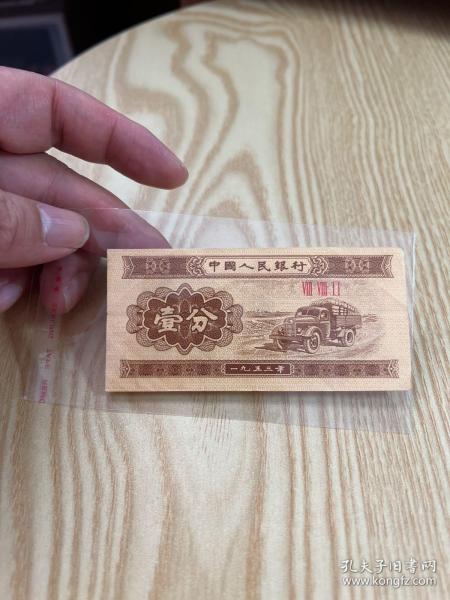 中國人民銀行
VIII VIII II
壹分
一九五三年
孔夫子旧书网
www.kongfz.com